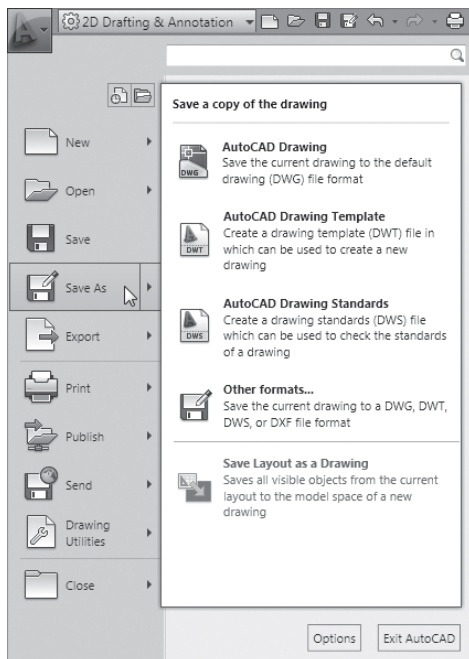 2D Drafting & Annotation
New
Open
Save
Save As
Export
Print
Publish
Send
Drawing
Utilities
Close
Save a copy of the drawing
DWG
AutoCAD Drawing
Save the current drawing to the default
drawing (DWG) file format
DWT
AutoCAD Drawing Template
Create a drawing template (DWT) file in
which can be used to create a new
drawing
DWS
AutoCAD Drawing Standards
Create a drawing standards (DWS) file
which can be used to check the standards
of a drawing
Other formats...
Save the current drawing to a DWG, DWT,
DWS, or DXF file format
Save Layout as a Drawing
Saves all visible objects from the current
layout to the model space of a new
drawing
Options
Exit AutoCAD